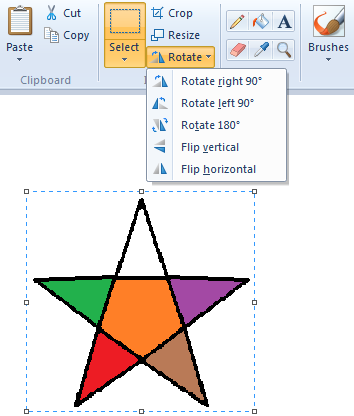 Paste
Cut
Copy
Clipboard
Select
Crop
Resize
Rotate
Brushes
Rotate right 90°
Rotate left 90°
Rotate 180°
Flip vertical
Flip horizontal